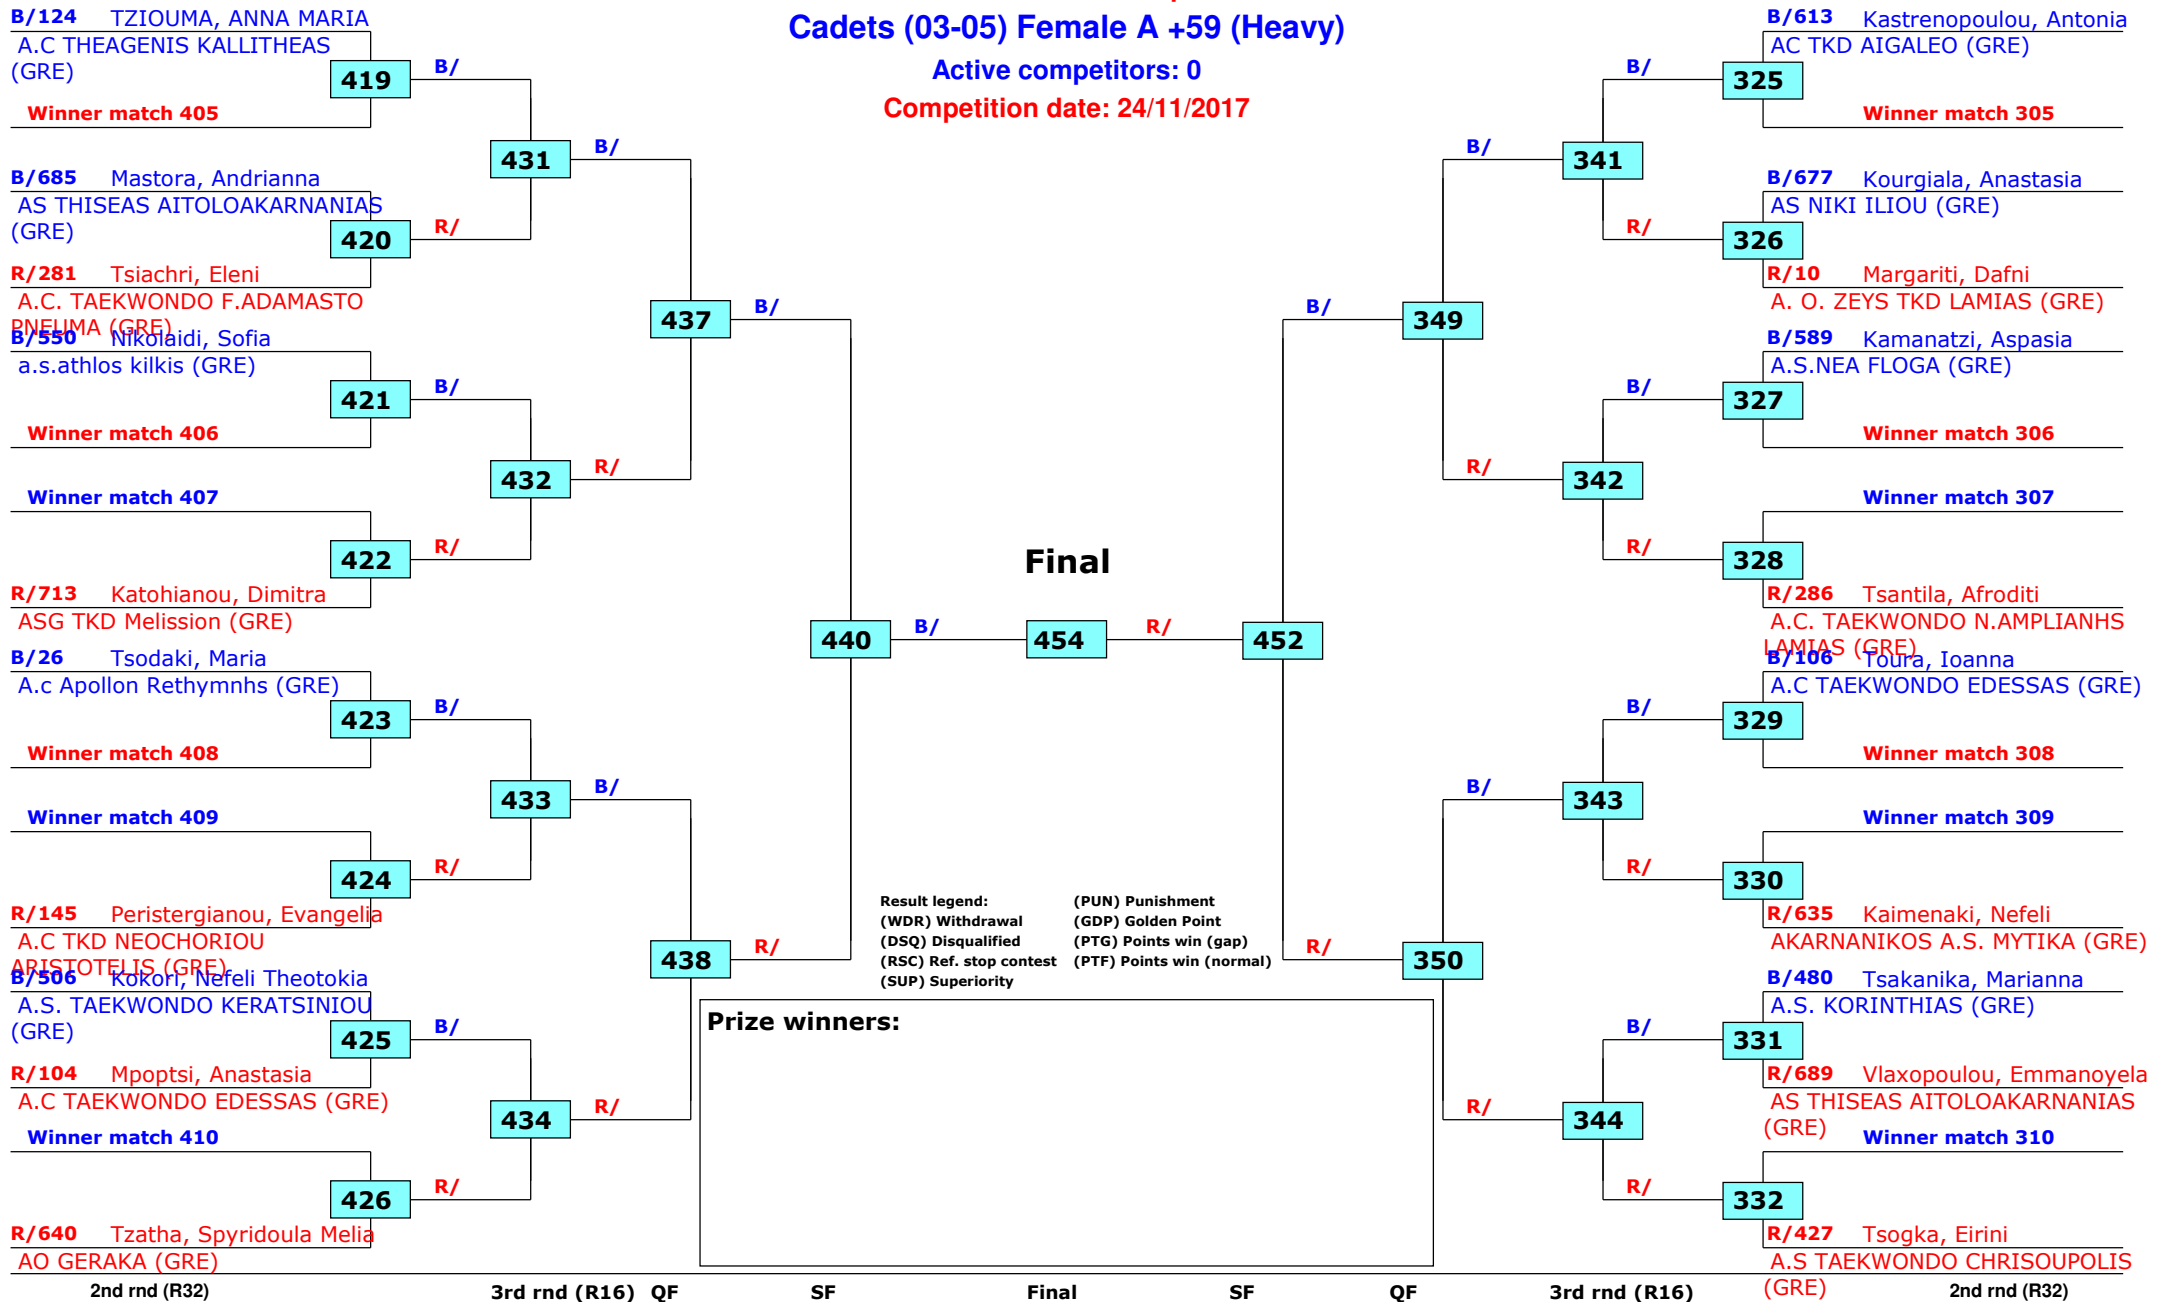 Cadets (03-05) Female A +59 (Heavy)
Active competitors: 0
Competition date: 24/11/2017
B/124 TZIOUMA, ANNA MARIA
A.C THEAGENIS KALLITHEAS
(GRE)
419
B/
Winner match 405
431
B/
B/685 Mastora, Andrianna
AS THISEAS AITOLOAKARNANIAS
(GRE)
420
R/
R/281 Tsiachri, Eleni
A.C. TAEKWONDO F.ADAMASTO
PNEUMA (GRE)
437
B/
B/550 Nikolaidi, Sofia
a.s.athlos kilkis (GRE)
421
B/
Winner match 406
432
R/
Winner match 407
422
R/
R/713 Katohianou, Dimitra
ASG TKD Melission (GRE)
440
B/
B/26 Tsodaki, Maria
A.c Apollon Rethymnhs (GRE)
423
B/
Winner match 408
433
B/
Winner match 409
424
R/
R/145 Peristergianou, Evangelia
A.C TKD NEOCHORIOU
ARISTOTELIS (GRE)
438
R/
B/506 Kokori, Nefeli Theotokia
A.S. TAEKWONDO KERATSINIOU
(GRE)
425
B/
R/104 Mpoptsi, Anastasia
A.C TAEKWONDO EDESSAS (GRE)
434
R/
Winner match 410
426
R/
R/640 Tzatha, Spyridoula Melia
AO GERAKA (GRE)
Final
454
R/
452
Result legend:
(WDR) Withdrawal
(DSQ) Disqualified
(RSC) Ref. stop contest
(SUP) Superiority
(PUN) Punishment
(GDP) Golden Point
(PTG) Points win (gap)
(PTF) Points win (normal)
Prize winners:
B/613 Kastrenopoulou, Antonia
AC TKD AIGALEO (GRE)
B/
325
Winner match 305
B/
341
B/677 Kourgiala, Anastasia
AS NIKI ILIOU (GRE)
R/
326
R/10 Margariti, Dafni
A. O. ZEYS TKD LAMIAS (GRE)
B/
349
B/589 Kamanatzi, Aspasia
A.S.NEA FLOGA (GRE)
B/
327
Winner match 306
R/
342
Winner match 307
R/
328
R/286 Tsantila, Afroditi
A.C. TAEKWONDO N.AMPLIANHS
LAMIAS (GRE)
B/106 Toura, Ioanna
A.C TAEKWONDO EDESSAS (GRE)
B/
329
Winner match 308
B/
343
Winner match 309
R/
330
R/635 Kaimenaki, Nefeli
AKARNANIKOS A.S. MYTIKA (GRE)
R/
350
B/480 Tsakanika, Marianna
A.S. KORINTHIAS (GRE)
B/
331
R/689 Vlaxopoulou, Emmanoyela
AS THISEAS AITOLOAKARNANIAS
(GRE)
R/
344
Winner match 310
R/
332
R/427 Tsogka, Eirini
A.S TAEKWONDO CHRISOUPOLIS
(GRE)
2nd rnd (R32) 3rd rnd (R16) QF SF Final SF QF 3rd rnd (R16) 2nd rnd (R32)